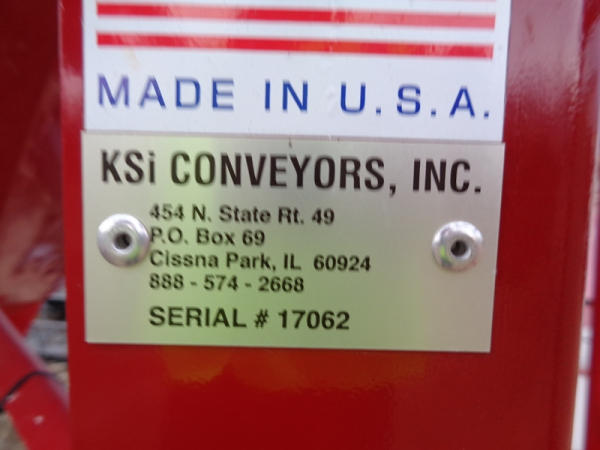 MADE IN U.S.A.
KSi CONVEYORS, INC.
454 N. State Rt. 49
P.O. Box 69
Cissna Park, IL 60924
888 - 574 - 2668
SERIAL # 17062